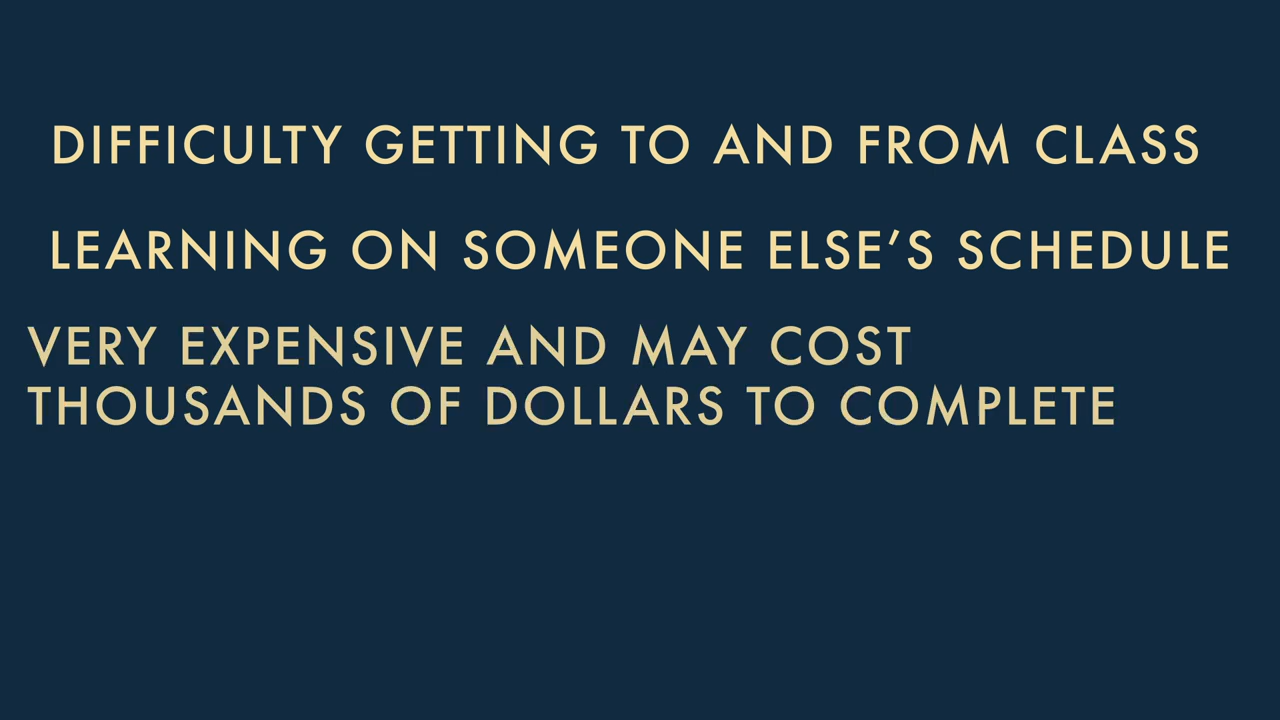 DIFFICULTY GETTING TO AND FROM CLASS
LEARNING ON SOMEONE ELSE’S SCHEDULE
VERY EXPENSIVE AND MAY COST
THOUSANDS OF DOLLARS TO COMPLETE